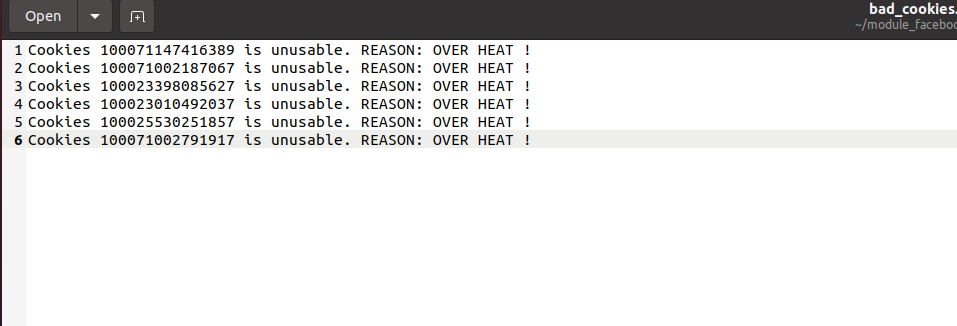 Open
bad_cookies.
~/module_faceboo
1 Cookies 100071147416389 is unusable. REASON: OVER HEAT !
2 Cookies 100071002187067 is unusable. REASON: OVER HEAT !
3 Cookies 100023398085627 is unusable. REASON: OVER HEAT !
4 Cookies 100023010492037 is unusable. REASON: OVER HEAT !
5 Cookies 100025530251857 is unusable. REASON: OVER HEAT !
6 Cookies 100071002791917 is unusable. REASON: OVER HEAT !